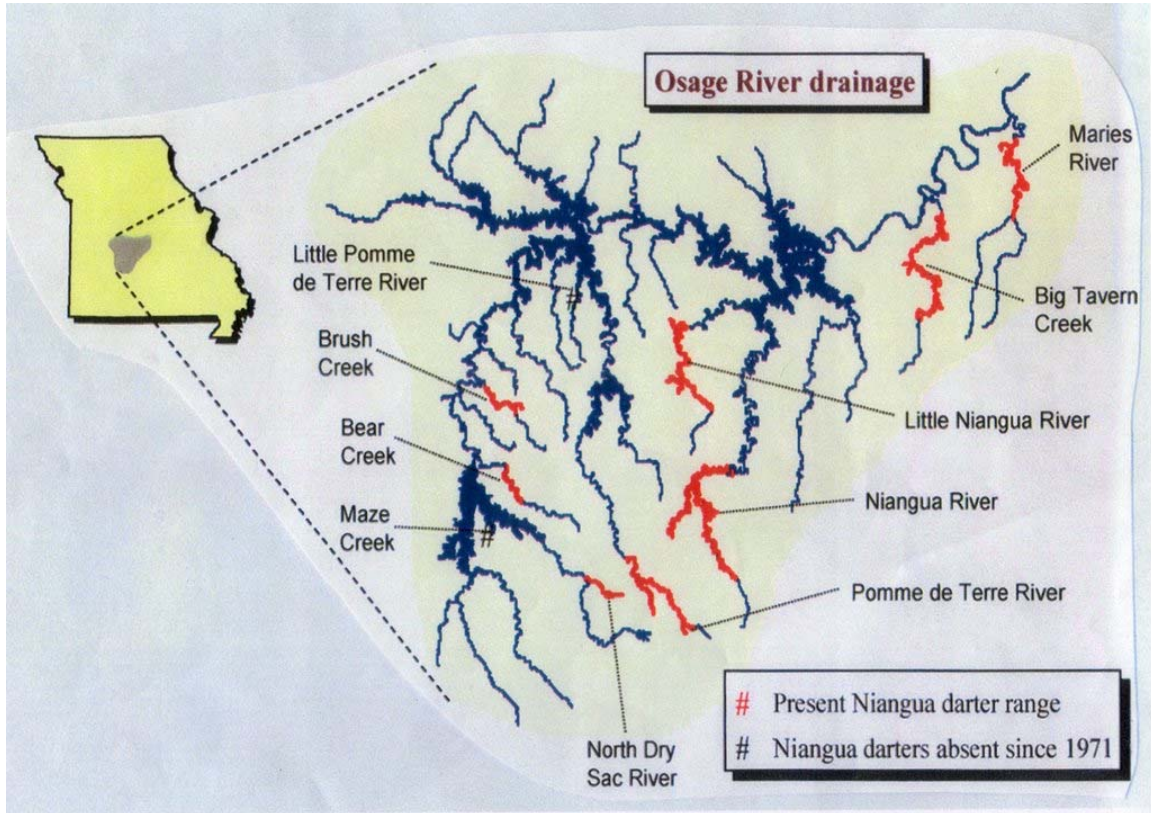 Osage River drainage
Maries
River
Little Pomme
de Terre River
#
Big Tavern
Creek
Brush
Creek
Little Niangua River
Bear
Creek
Niangua River
Maze
Creek
#
Pomme de Terre River
North Dry
Sac River
# Present Niangua darter range
# Niangua darters absent since 1971